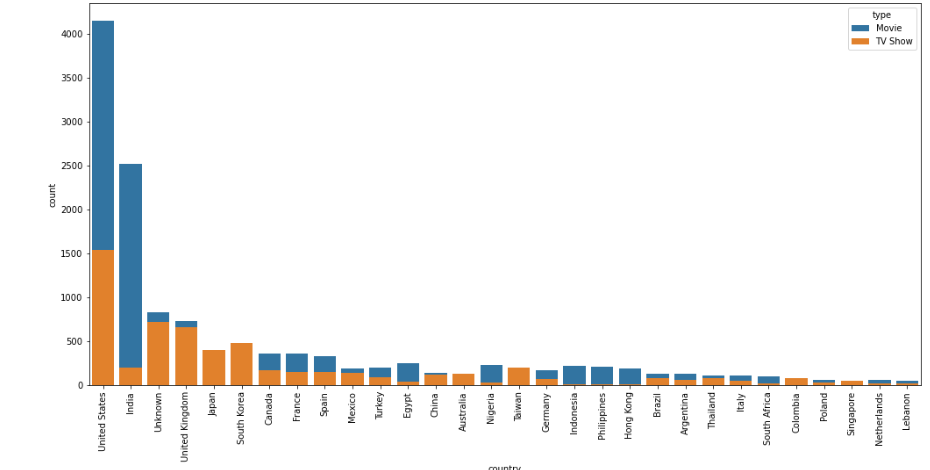 type
Movie
TV Show
4000
3500
3000
2500
2000
1500
1000
500
0
count
United States
India
Unknown
United Kingdom
Japan
South Korea
Canada
France
Spain
Mexico
Turkey
Egypt
China
Australia
Nigeria
Taiwan
Germany
Indonesia
Philippines
Hong Kong
Brazil
Argentina
Thailand
Italy
South Africa
Colombia
Poland
Singapore
Netherlands
Lebanon
country